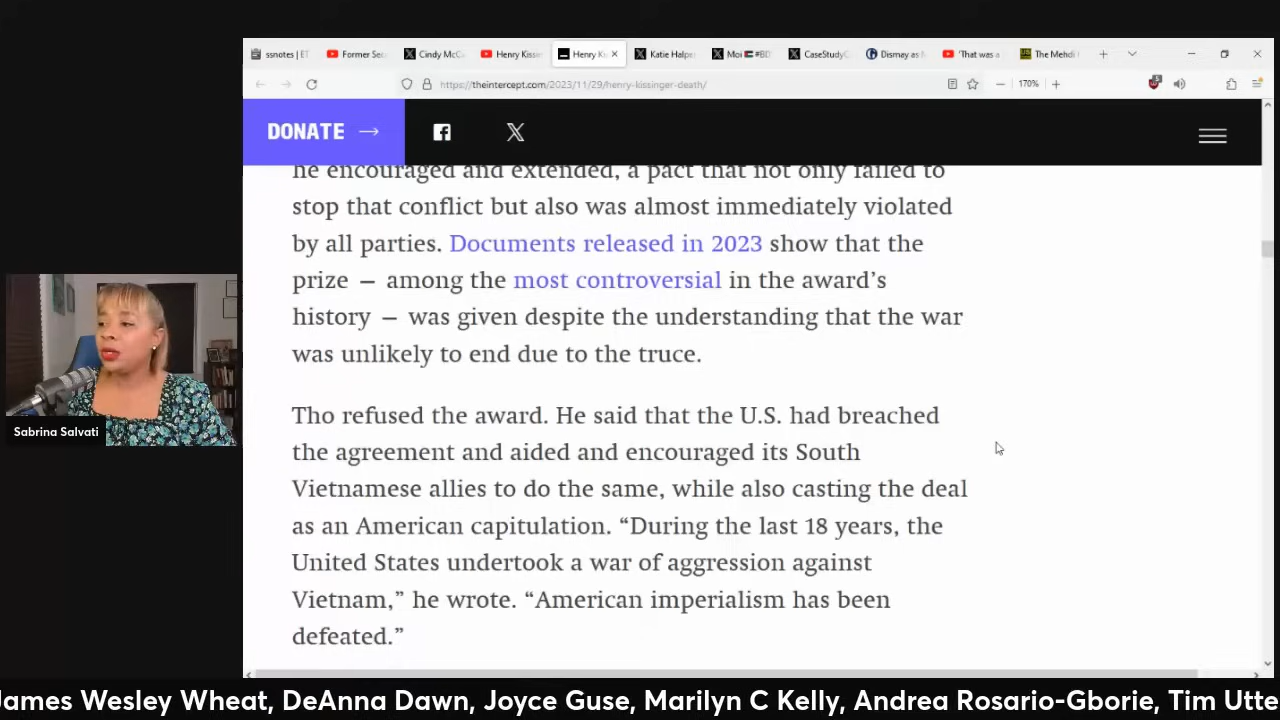 ssnotes | ET
Former Sec
Cindy McC
Henry Kissin
Henry Ki
Katie Halpe
Moi #BD
CaseStudyC
Dismay as
'That was a
The Mehdi
https://theintercept.com/2023/11/29/henry-kissinger-death/
170%
DONATE →
he encouraged and extended, a pact that not only failed to
stop that conflict but also was almost immediately violated
by all parties. Documents released in 2023 show that the
prize — among the most controversial in the award's
history — was given despite the understanding that the war
was unlikely to end due to the truce.
Tho refused the award. He said that the U.S. had breached
the agreement and aided and encouraged its South
Vietnamese allies to do the same, while also casting the deal
as an American capitulation. “During the last 18 years, the
United States undertook a war of aggression against
Vietnam,” he wrote. “American imperialism has been
defeated.”
Sabrina Salvati
James Wesley Wheat, DeAnna Dawn, Joyce Guse, Marilyn C Kelly, Andrea Rosario-Gborie, Tim Utte